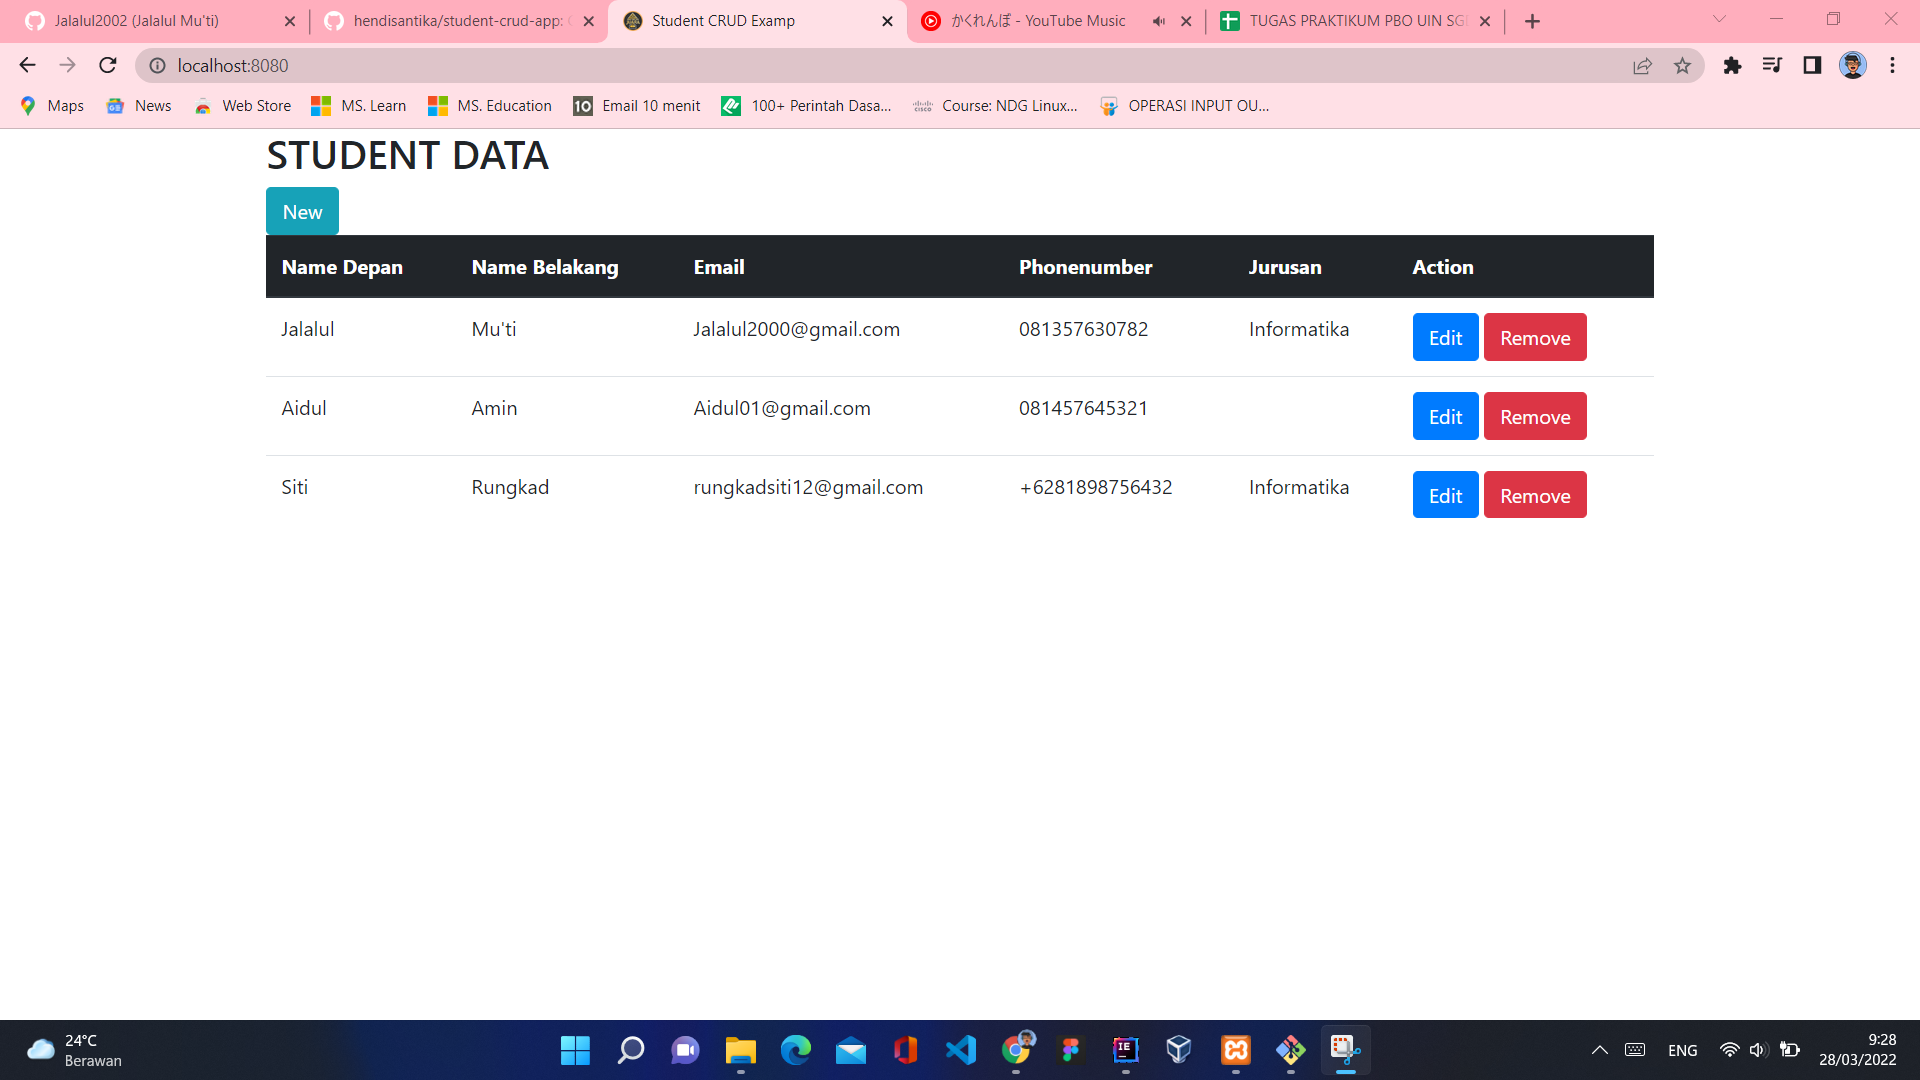 Jalalul2002 (Jalalul Mu'ti)
hendisantika/student-crud-app:
Student CRUD Examp
かくれんぼ - YouTube Music
TUGAS PRAKTIKUM PBO UIN SG
localhost:8080
Maps
News
Web Store
MS. Learn
MS. Education
10 Email 10 menit
100+ Perintah Dasa...
CISCO Course: NDG Linux...
OPERASI INPUT OU...
STUDENT DATA
New
Name Depan Name Belakang Email Phonenumber Jurusan Action
Jalalul Mu'ti Jalalul2000@gmail.com 081357630782 Informatika Edit Remove
Aidul Amin Aidul01@gmail.com 081457645321 Edit Remove
Siti Rungkad rungkadsiti12@gmail.com +6281898756432 Informatika Edit Remove
24°C
Berawan
IE
ENG
9:28
28/03/2022